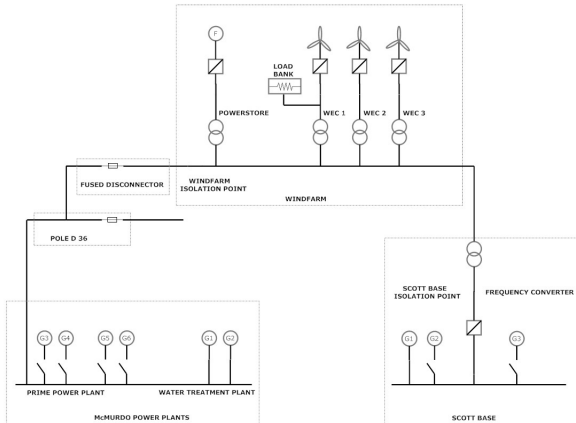 F
LOAD
BANK
POWERSTORE
WEC 1
WEC 2
WEC 3
FUSED DISCONNECTOR
WINDFARM
ISOLATION POINT
WINDFARM
POLE D 36
SCOTT BASE
ISOLATION POINT
FREQUENCY CONVERTER
G3
G4
G5
G6
G1
G2
G1
G2
G3
PRIME POWER PLANT
WATER TREATMENT PLANT
McMURDO POWER PLANTS
SCOTT BASE